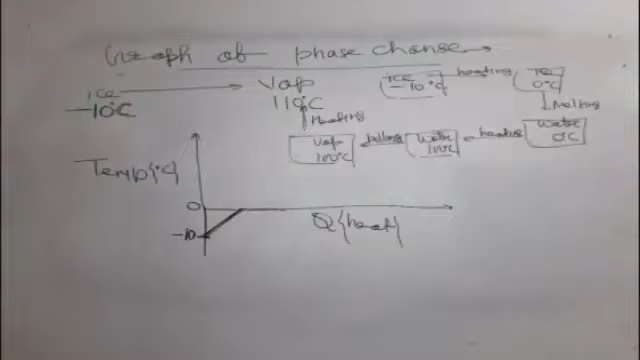 Graph of phase change
ice → Vap
-10°C 110°C
ice -10°C heating ice 0°C
Melting
Water 0°C
heating
Water 100°C
boiling
Vap 100°C
Heating
Temp{°C}
0
-10
Q{heat}